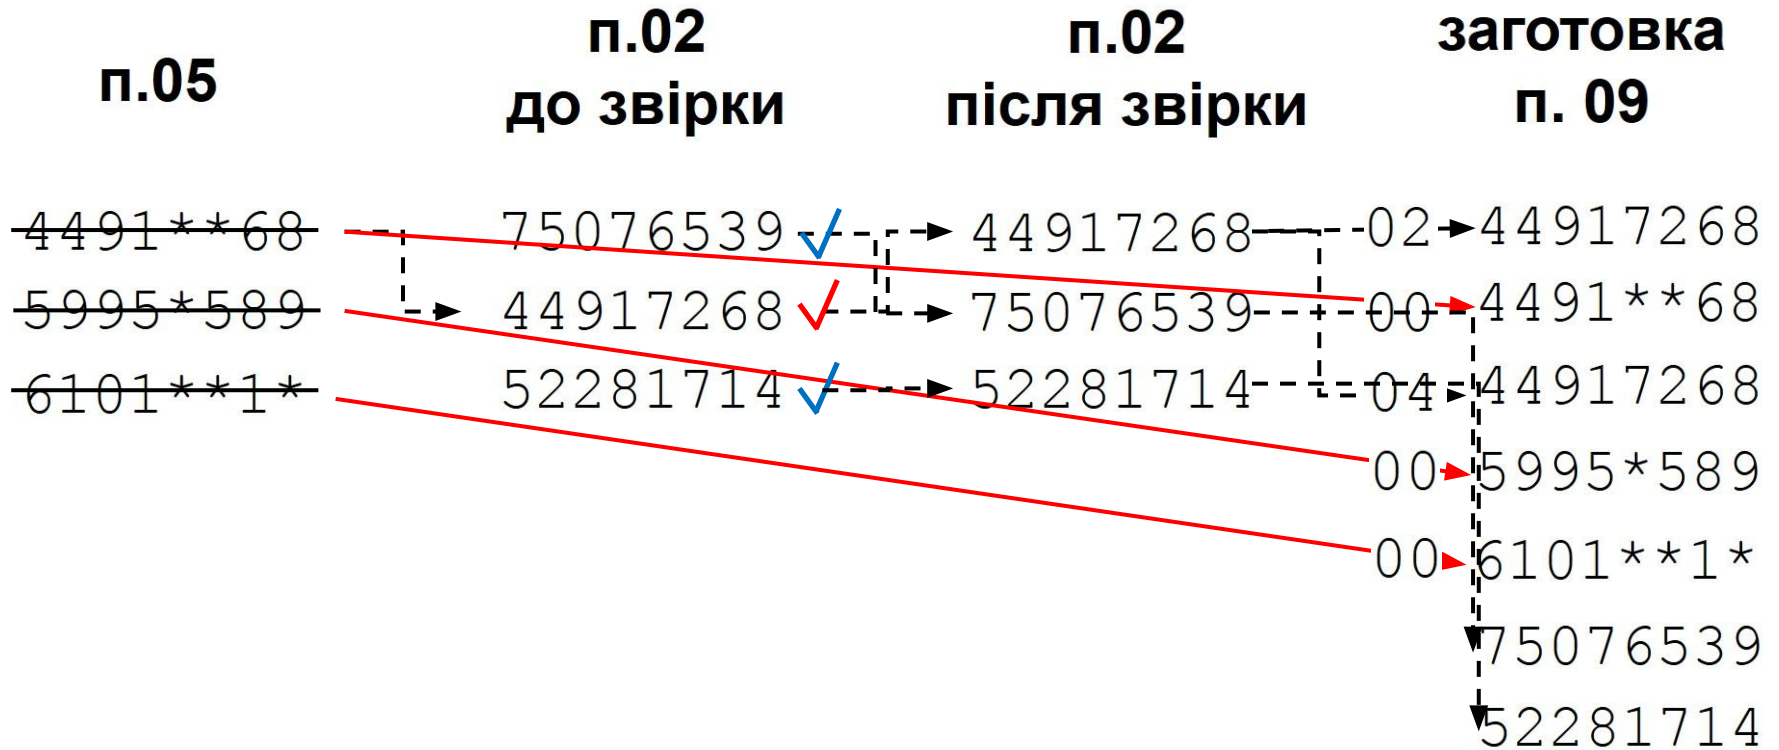 п.05
п.02
до звірки
п.02
після звірки
заготовка
п. 09
4491**68 75076539 44917268 02 44917268
5995*589 44917268 75076539 00 4491**68
6101**1* 52281714 52281714 04 44917268
00 5995*589
00 6101**1*
75076539
52281714